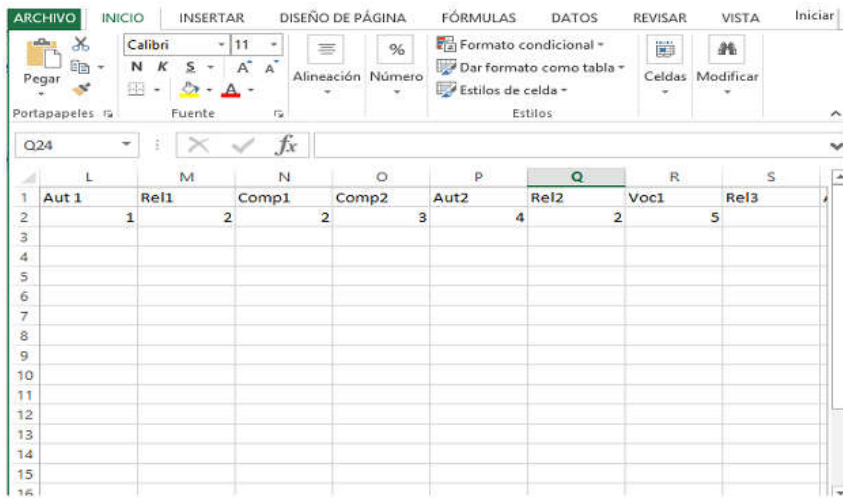 ARCHIVO INICIO INSERTAR DISEÑO DE PÁGINA FÓRMULAS DATOS REVISAR VISTA Iniciar
Calibri 11 % Formato condicional
N K S A A Dar formato como tabla
Pegar Alineación Número Celdas Modificar
A Estilos de celda
Portapapeles Fuente Estilos
Q24 fx
L M N O P Q R S
1 Aut 1 Rel1 Comp1 Comp2 Aut2 Rel2 Voc1 Rel3
2 1 2 2 3 4 2 5
3
4
5
6
7
8
9
10
11
12
13
14
15
16